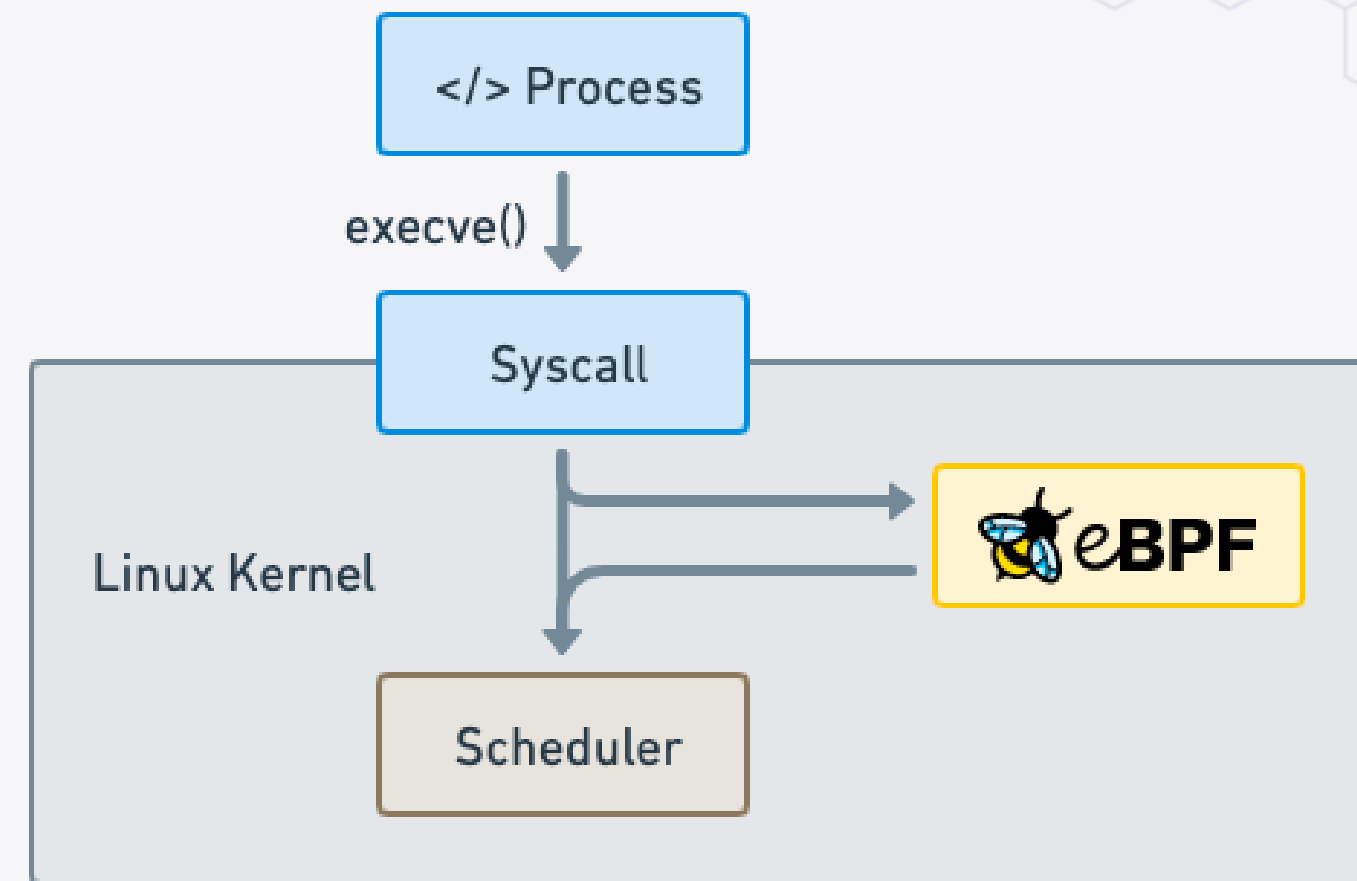 </> Process
execve()
Syscall
eBPF
Linux Kernel
Scheduler